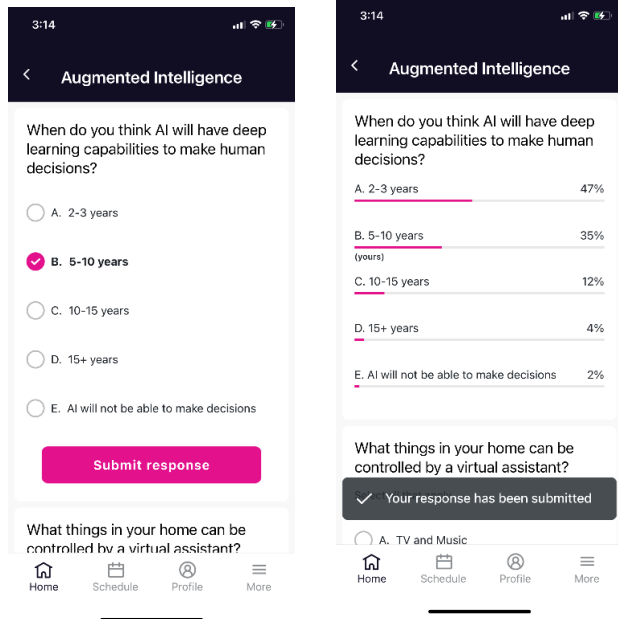 3:14
Augmented Intelligence
When do you think AI will have deep
learning capabilities to make human
decisions?
A. 2-3 years
B. 5-10 years
C. 10-15 years
D. 15+ years
E. AI will not be able to make decisions
Submit response
What things in your home can be
controlled by a virtual assistant?
Home Schedule Profile More
3:14
Augmented Intelligence
When do you think AI will have deep
learning capabilities to make human
decisions?
A. 2-3 years 47%
B. 5-10 years 35%
(yours)
C. 10-15 years 12%
D. 15+ years 4%
E. AI will not be able to make decisions 2%
What things in your home can be
controlled by a virtual assistant?
Your response has been submitted
A. TV and Music
Home Schedule Profile More